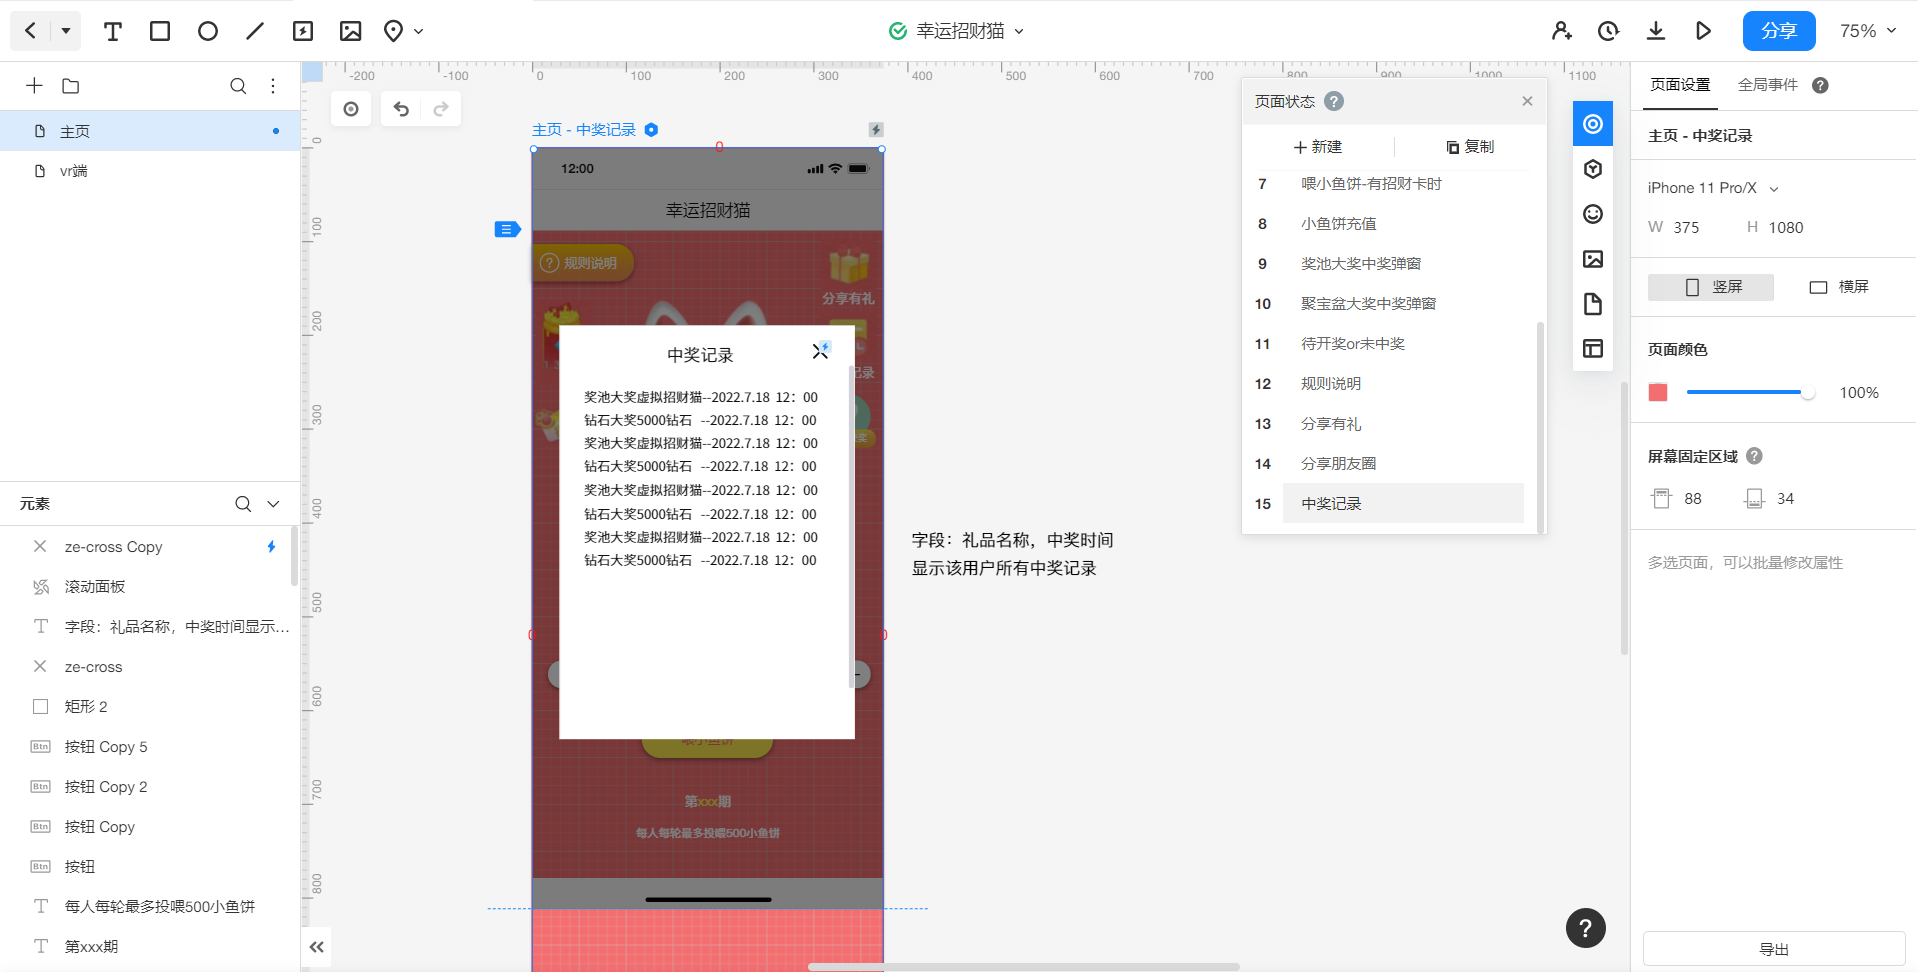 幸运招财猫
分享
75%
主页
vr端
元素
ze-cross Copy
滚动面板
字段：礼品名称，中奖时间显示...
ze-cross
矩形 2
Btn 按钮 Copy 5
Btn 按钮 Copy 2
Btn 按钮 Copy
Btn 按钮
每人每轮最多投喂500小鱼饼
第xxx期
-200 -100 0 100 200 300 400 500 600 700 800 900 1000 1100
0
100
200
300
400
500
600
700
800
主页 - 中奖记录
0
12:00
幸运招财猫
规则说明
分享有礼
记录
中奖记录
奖池大奖虚拟招财猫--2022.7.18 12：00
钻石大奖5000钻石 --2022.7.18 12：00
奖池大奖虚拟招财猫--2022.7.18 12：00
钻石大奖5000钻石 --2022.7.18 12：00
奖池大奖虚拟招财猫--2022.7.18 12：00
钻石大奖5000钻石 --2022.7.18 12：00
奖池大奖虚拟招财猫--2022.7.18 12：00
钻石大奖5000钻石 --2022.7.18 12：00
0 0
第xxx期
每人每轮最多投喂500小鱼饼
字段：礼品名称，中奖时间
显示该用户所有中奖记录
页面状态 ?
新建 复制
7 喂小鱼饼-有招财卡时
8 小鱼饼充值
9 奖池大奖中奖弹窗
10 聚宝盆大奖中奖弹窗
11 待开奖or未中奖
12 规则说明
13 分享有礼
14 分享朋友圈
15 中奖记录
页面设置 全局事件 ?
主页 - 中奖记录
iPhone 11 Pro/X
W 375 H 1080
竖屏 横屏
页面颜色
100%
屏幕固定区域 ?
88 34
多选页面，可以批量修改属性
导出
?